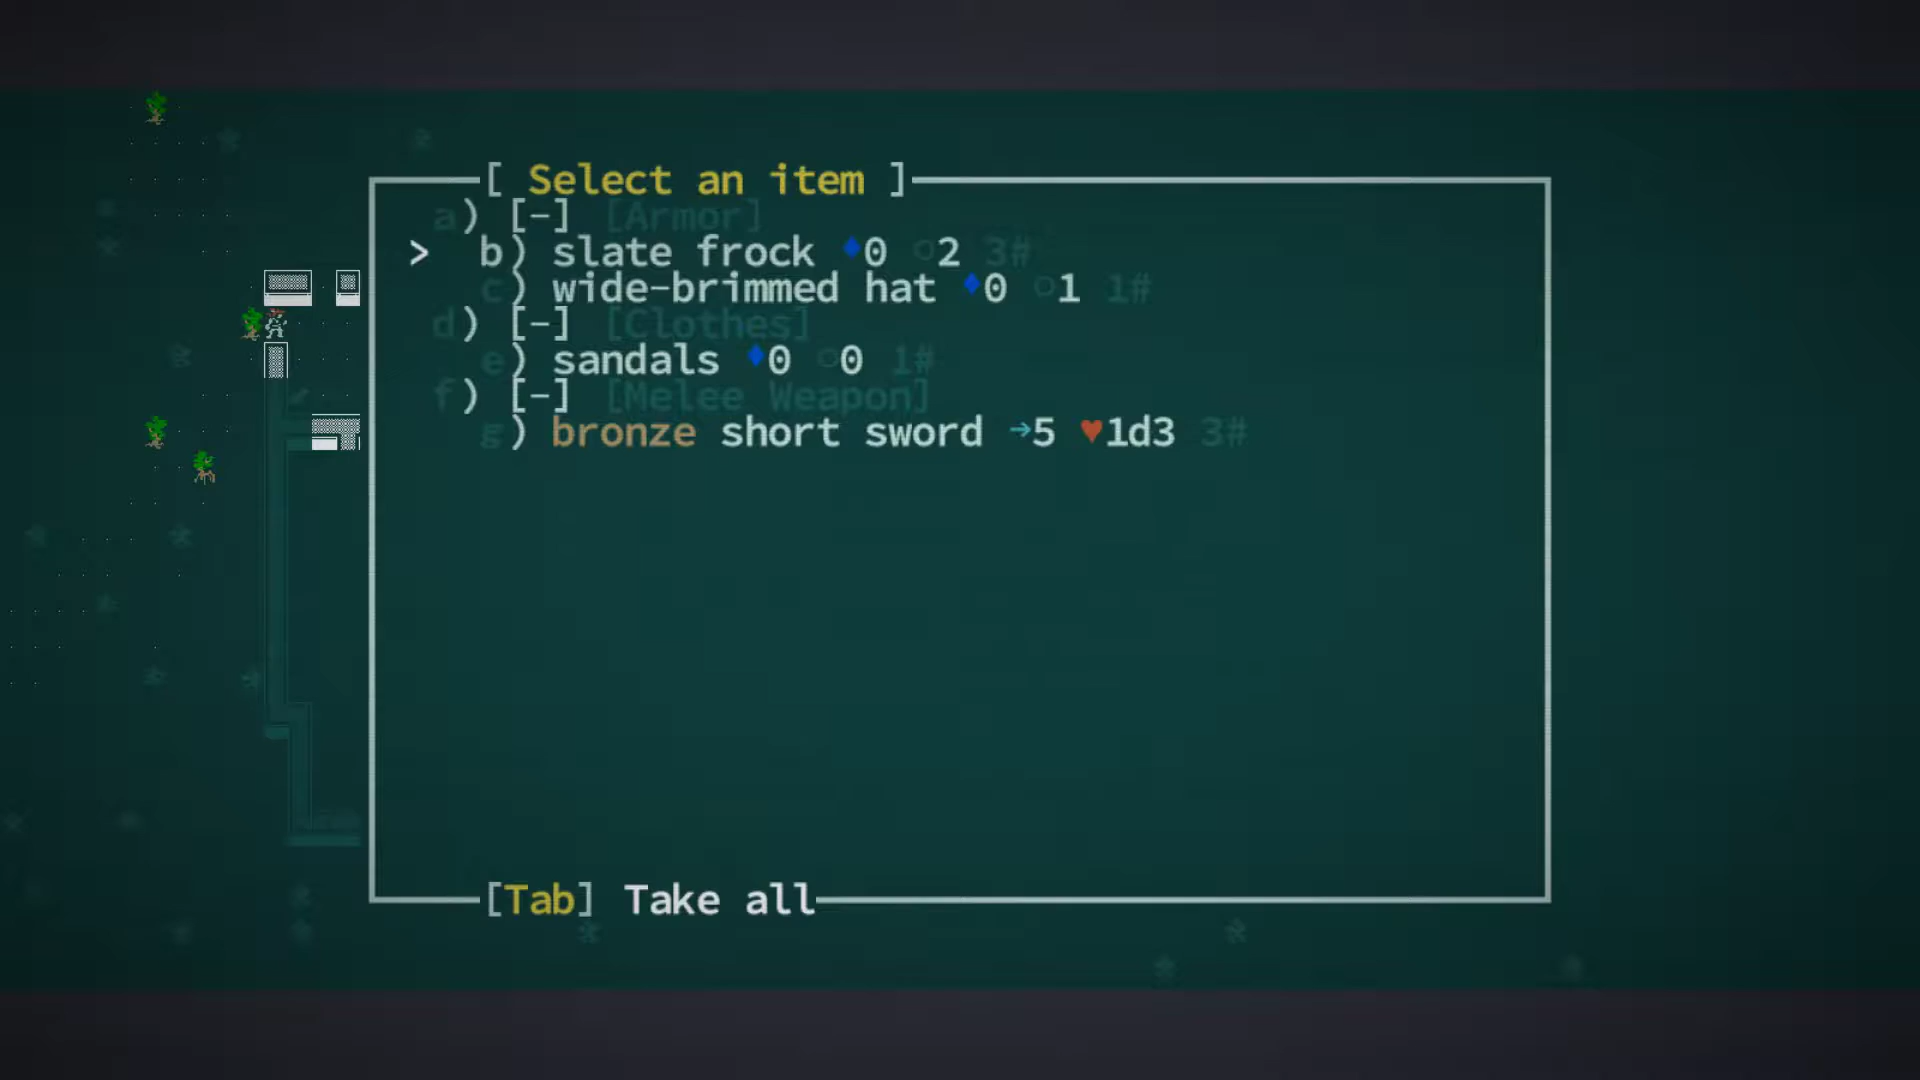 [ Select an item ]
a) [-] [Armor]
> b) slate frock ♦0 ○2 3#
c) wide-brimmed hat ♦0 ○1 1#
d) [-] [Clothes]
e) sandals ♦0 ○0 1#
f) [-] [Melee Weapon]
g) bronze short sword →5 ♥1d3 3#
[Tab] Take all